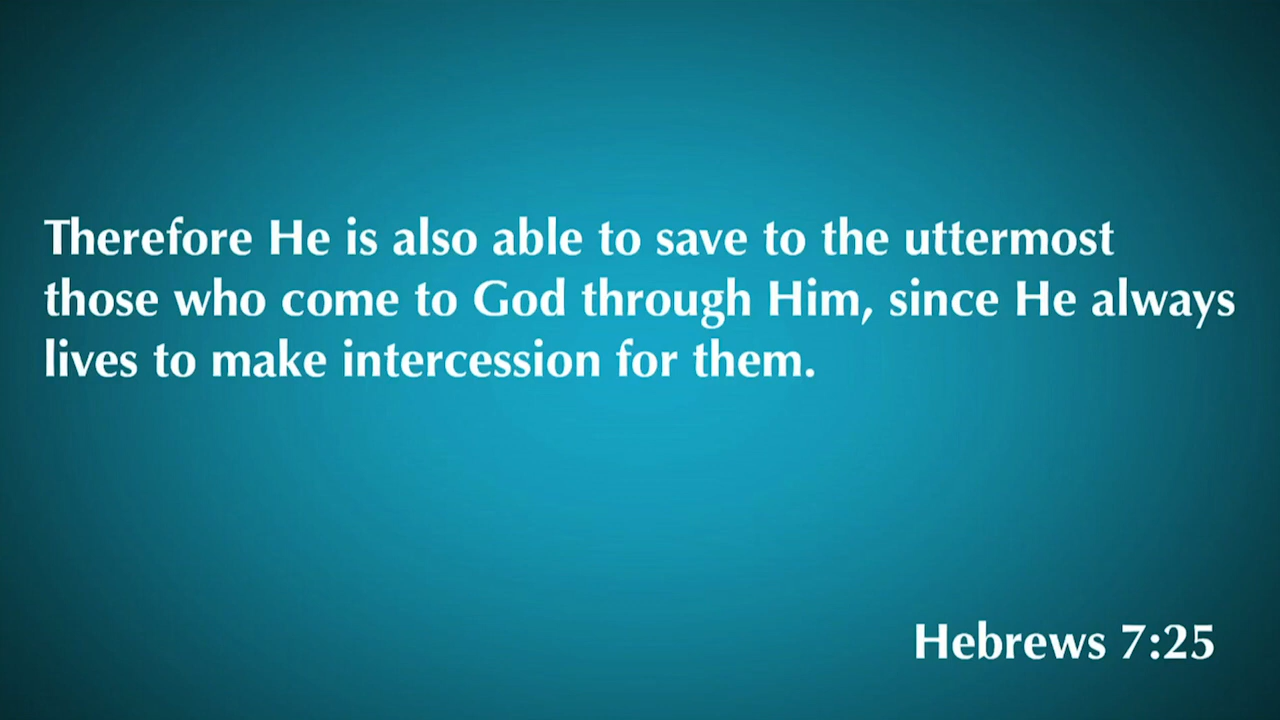 Therefore He is also able to save to the uttermost
those who come to God through Him, since He always
lives to make intercession for them.
Hebrews 7:25